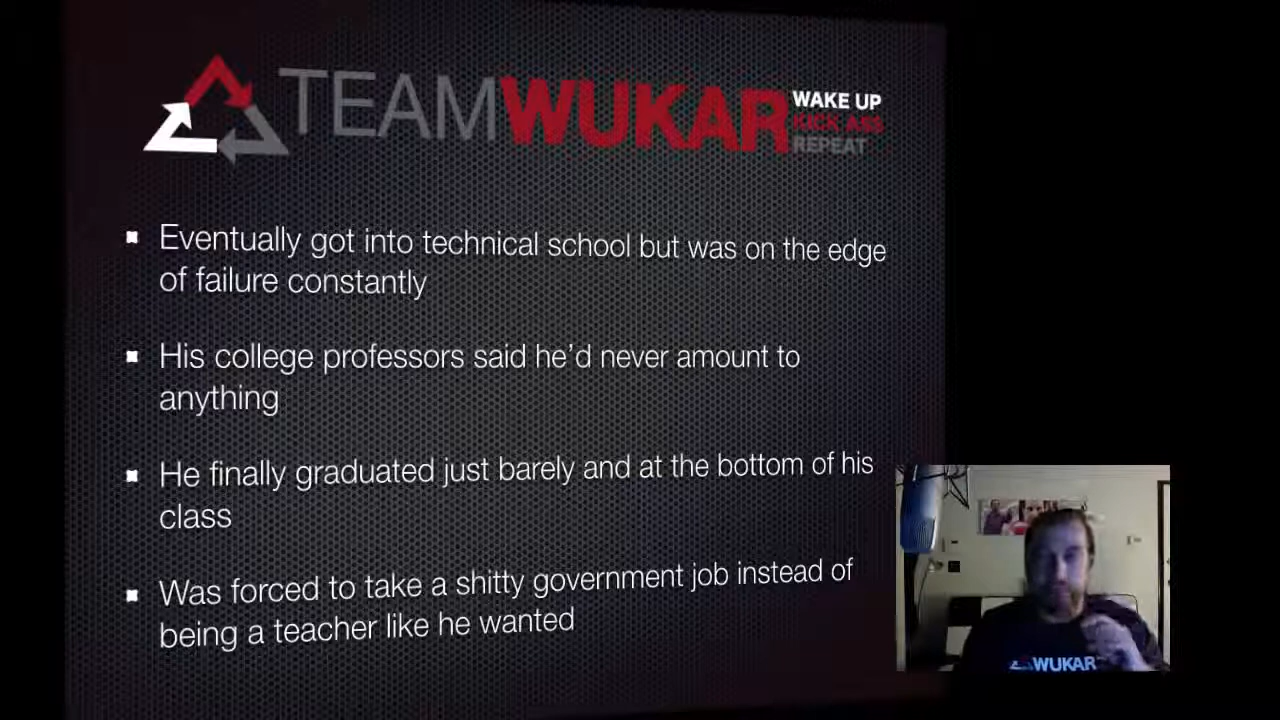 TEAMWUKAR
WAKE UP
KICK ASS
REPEAT
Eventually got into technical school but was on the edge
of failure constantly
His college professors said he’d never amount to
anything
He finally graduated just barely and at the bottom of his
class
Was forced to take a shitty government job instead of
being a teacher like he wanted
WUKAR